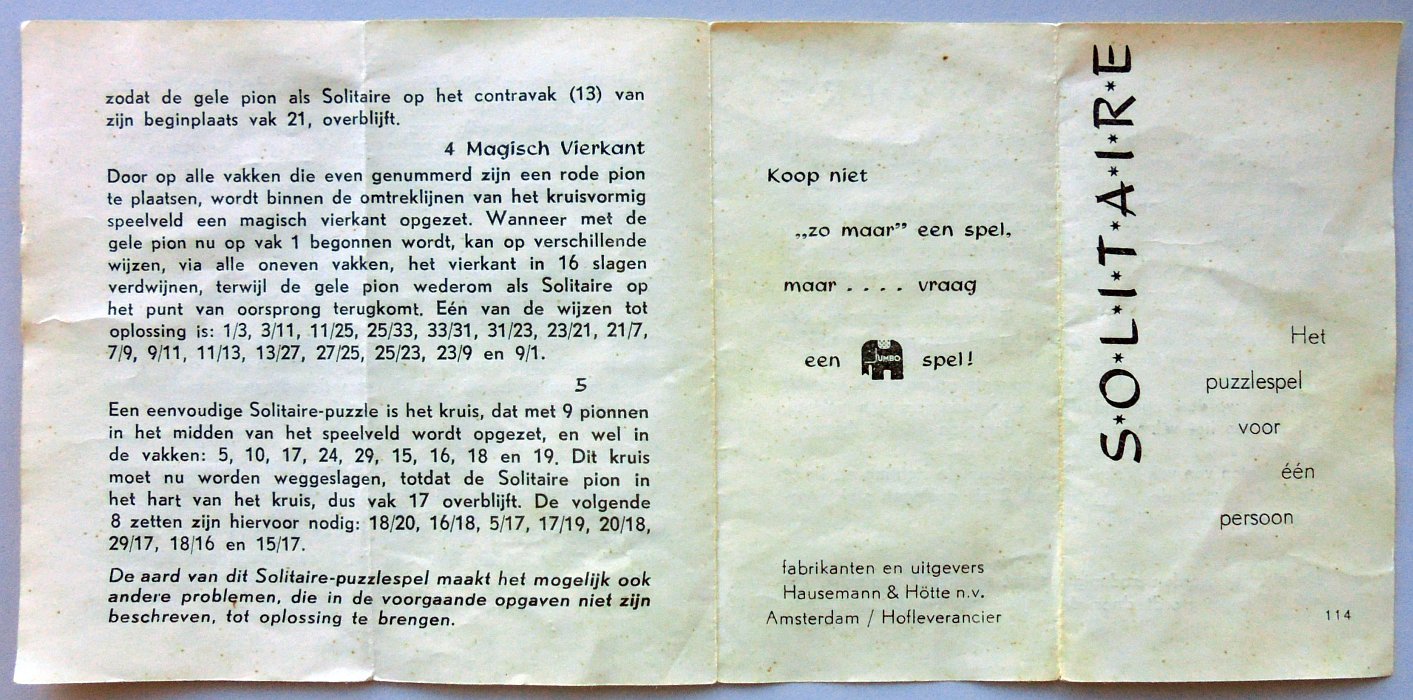 zodat de gele pion als Solitaire op het contravak (13) van
zijn beginplaats vak 21, overblijft.
4 Magisch Vierkant
Door op alle vakken die even genummerd zijn een rode pion
te plaatsen, wordt binnen de omtreklijnen van het kruisvormig
speelveld een magisch vierkant opgezet. Wanneer met de
gele pion nu op vak 1 begonnen wordt, kan op verschillende
wijzen, via alle oneven vakken, het vierkant in 16 slagen
verdwijnen, terwijl de gele pion wederom als Solitaire op
het punt van oorsprong terugkomt. Eén van de wijzen tot
oplossing is: 1/3, 3/11, 11/25, 25/33, 33/31, 31/23, 23/21, 21/7,
7/9, 9/11, 11/13, 13/27, 27/25, 25/23, 23/9 en 9/1.
5
Een eenvoudige Solitaire-puzzle is het kruis, dat met 9 pionnen
in het midden van het speelveld wordt opgezet, en wel in
de vakken: 5, 10, 17, 24, 29, 15, 16, 18 en 19. Dit kruis
moet nu worden weggeslagen, totdat de Solitaire pion in
het hart van het kruis, dus vak 17 overblijft. De volgende
8 zetten zijn hiervoor nodig: 18/20, 16/18, 5/17, 17/19, 20/18,
29/17, 18/16 en 15/17.
De aard van dit Solitaire-puzzlespel maakt het mogelijk ook
andere problemen, die in de voorgaande opgaven niet zijn
beschreven, tot oplossing te brengen.
Koop niet
„zo maar” een spel,
maar . . . . vraag
een JUMBO spel!
fabrikanten en uitgevers
Hausemann & Hötte n.v.
Amsterdam / Hofleverancier
S*O*L*I*T*A*I*R*E
Het
puzzlespel
voor
één
persoon
114